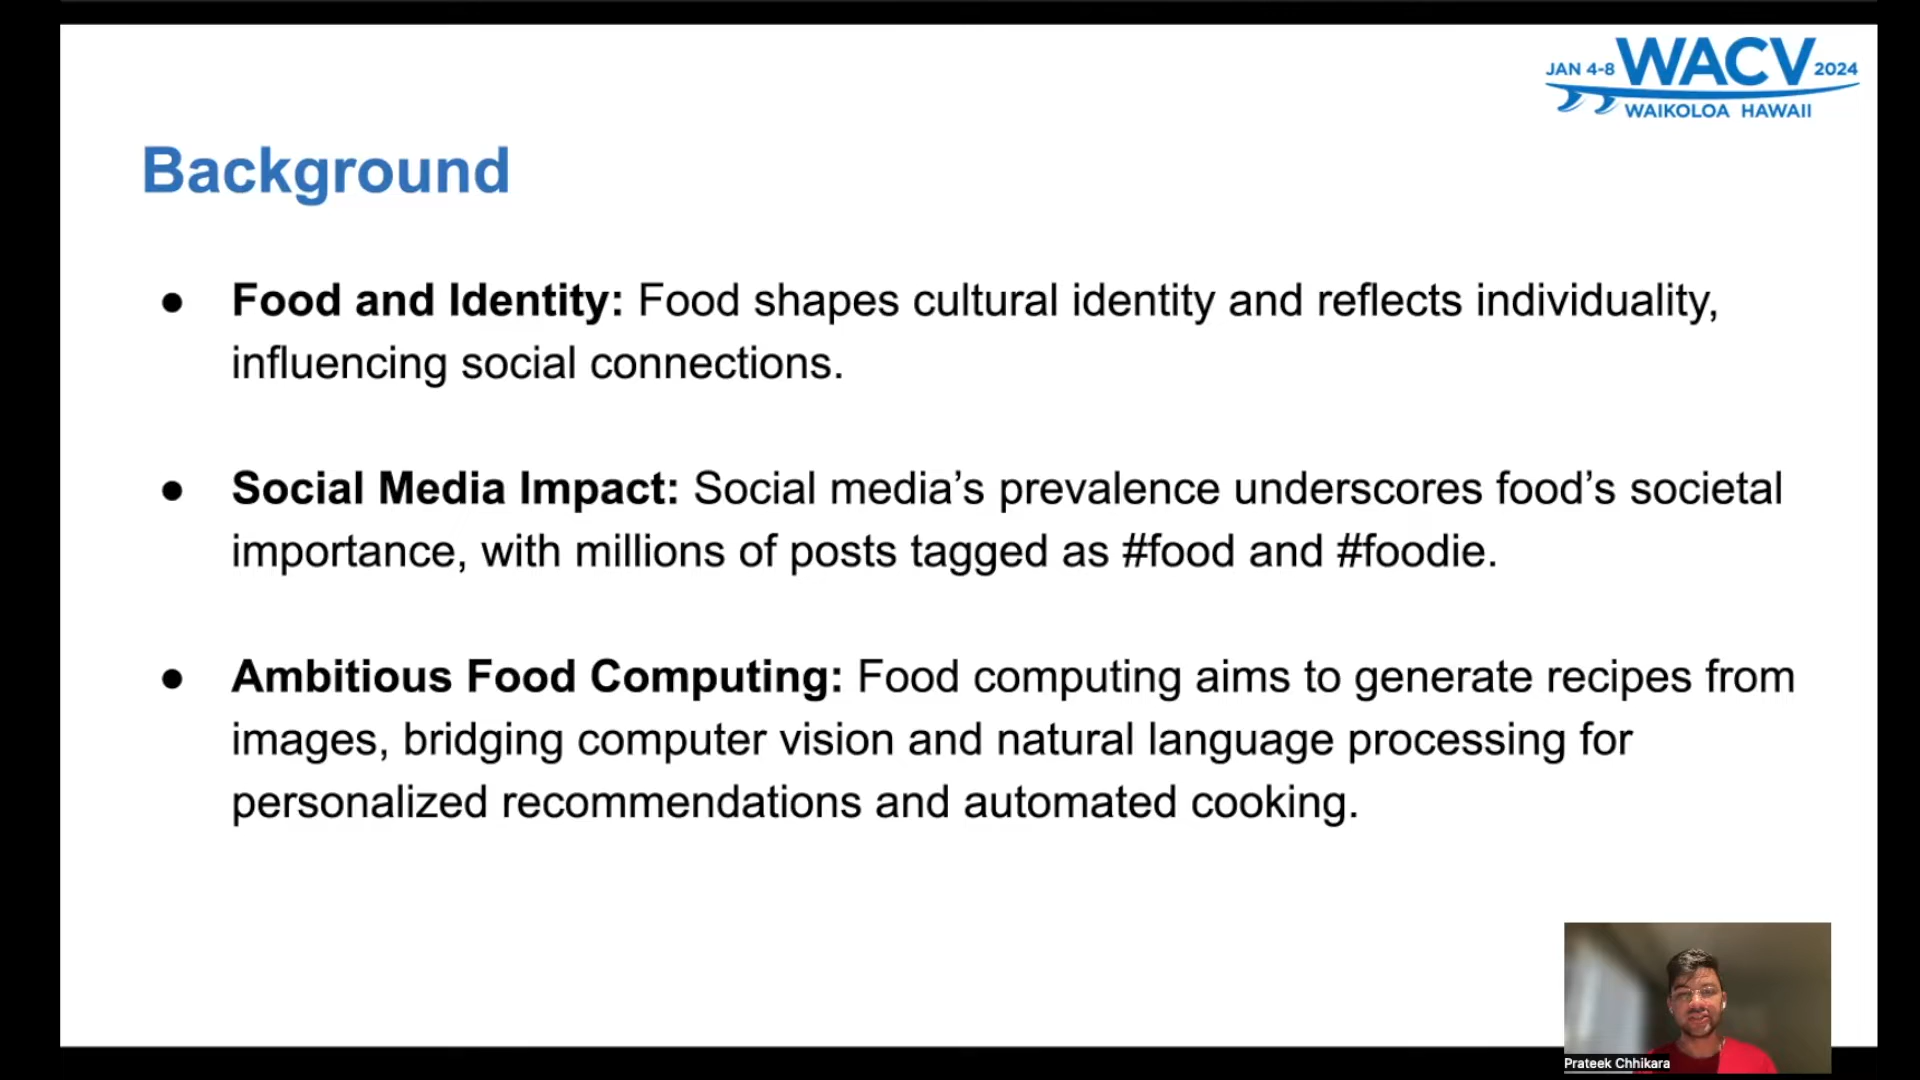 JAN 4-8 WACV 2024
WAIKOLOA HAWAII
Background
● Food and Identity: Food shapes cultural identity and reflects individuality,
influencing social connections.
● Social Media Impact: Social media’s prevalence underscores food’s societal
importance, with millions of posts tagged as #food and #foodie.
● Ambitious Food Computing: Food computing aims to generate recipes from
images, bridging computer vision and natural language processing for
personalized recommendations and automated cooking.
Prateek Chhikara